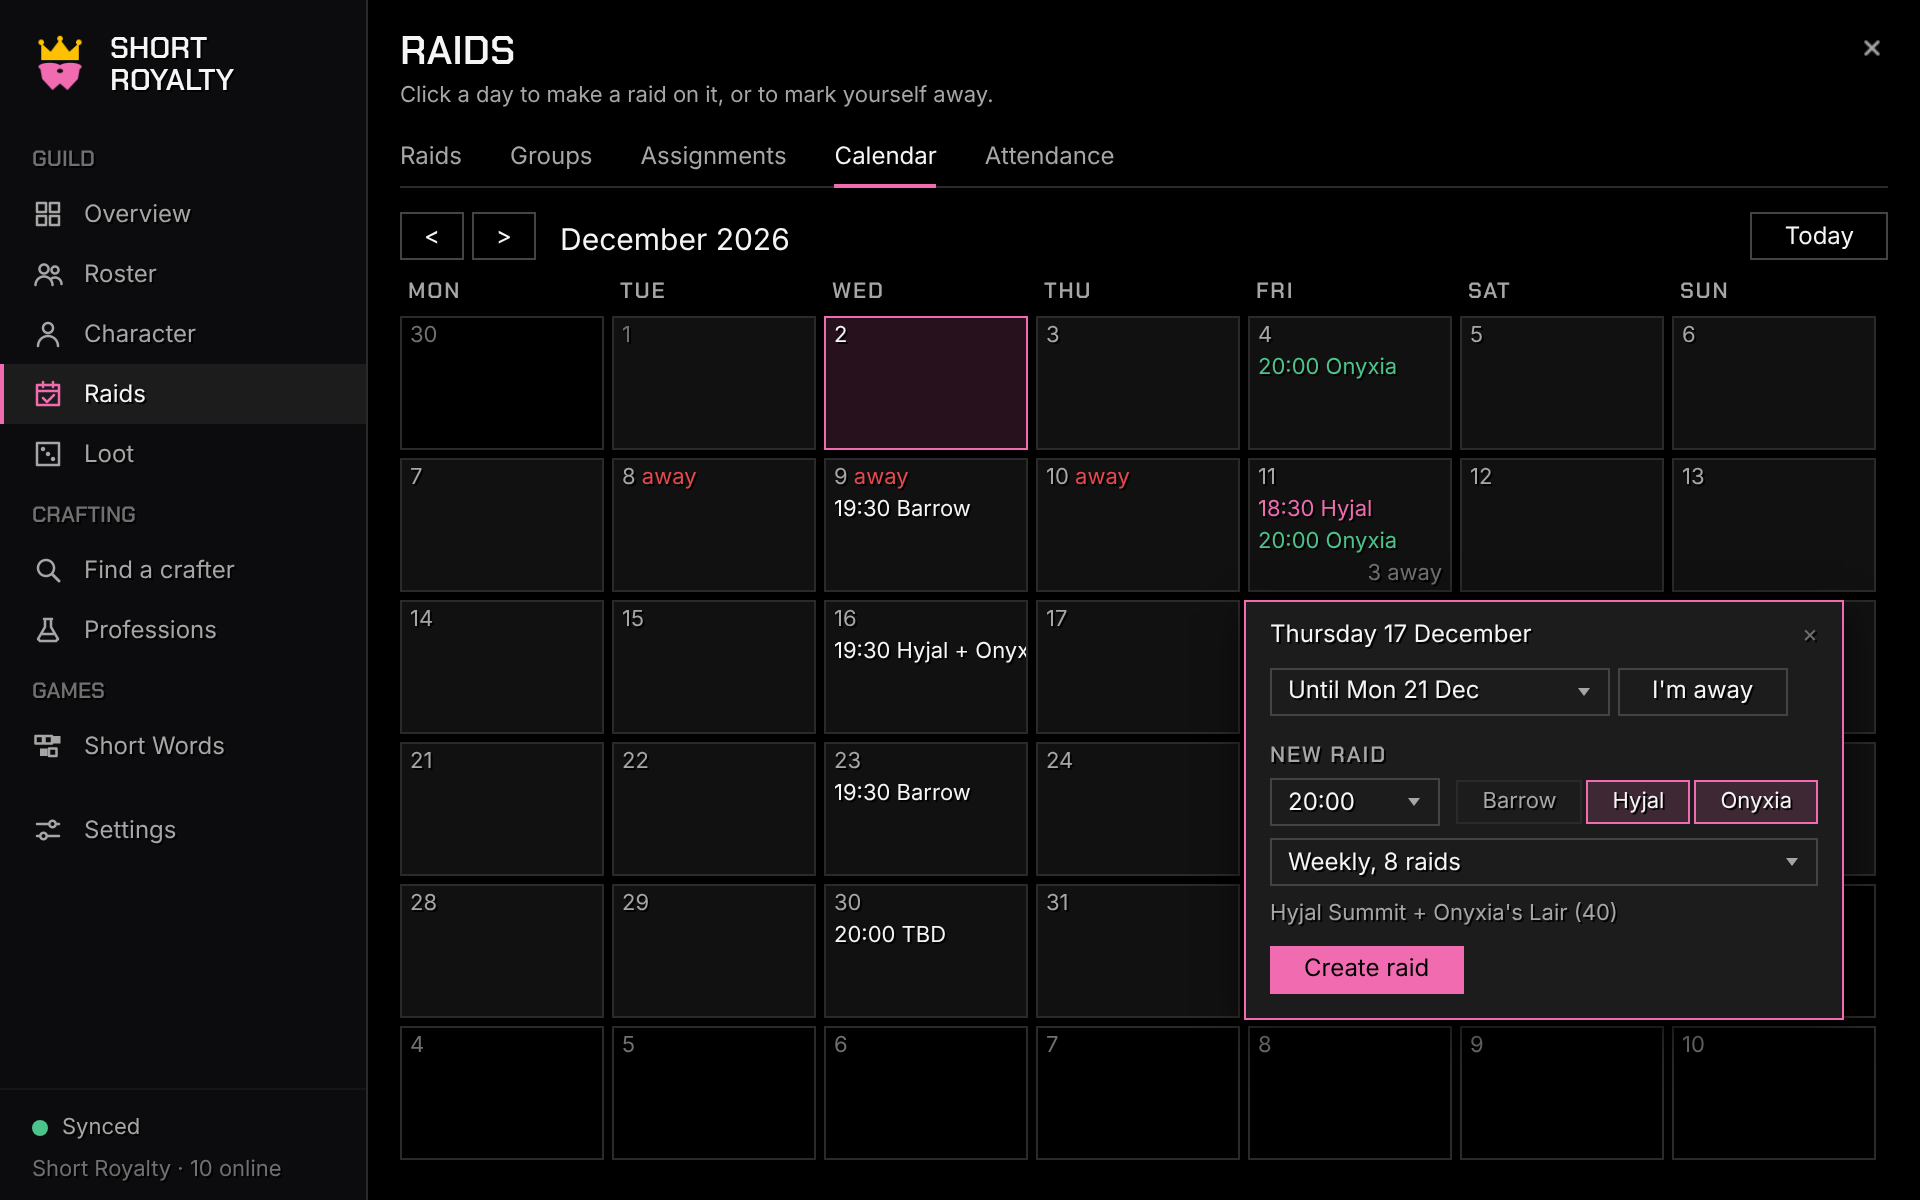 SHORT
ROYALTY
GUILD
Overview
Roster
Character
Raids
Loot
CRAFTING
Find a crafter
Professions
GAMES
Short Words
Settings
Synced
Short Royalty · 10 online
RAIDS
×
Click a day to make a raid on it, or to mark yourself away.
Raids Groups Assignments Calendar Attendance
< > December 2026 Today
MON TUE WED THU FRI SAT SUN
30 1 2 3 4 5 6
20:00 Onyxia
7 8 away 9 away 10 away 11 12 13
19:30 Barrow 18:30 Hyjal
20:00 Onyxia
3 away
14 15 16 17
19:30 Hyjal + Onyx
21 22 23 24
19:30 Barrow
28 29 30 31
20:00 TBD
4 5 6 7 8 9 10
Thursday 17 December ×
Until Mon 21 Dec I'm away
NEW RAID
20:00 Barrow Hyjal Onyxia
Weekly, 8 raids
Hyjal Summit + Onyxia's Lair (40)
Create raid